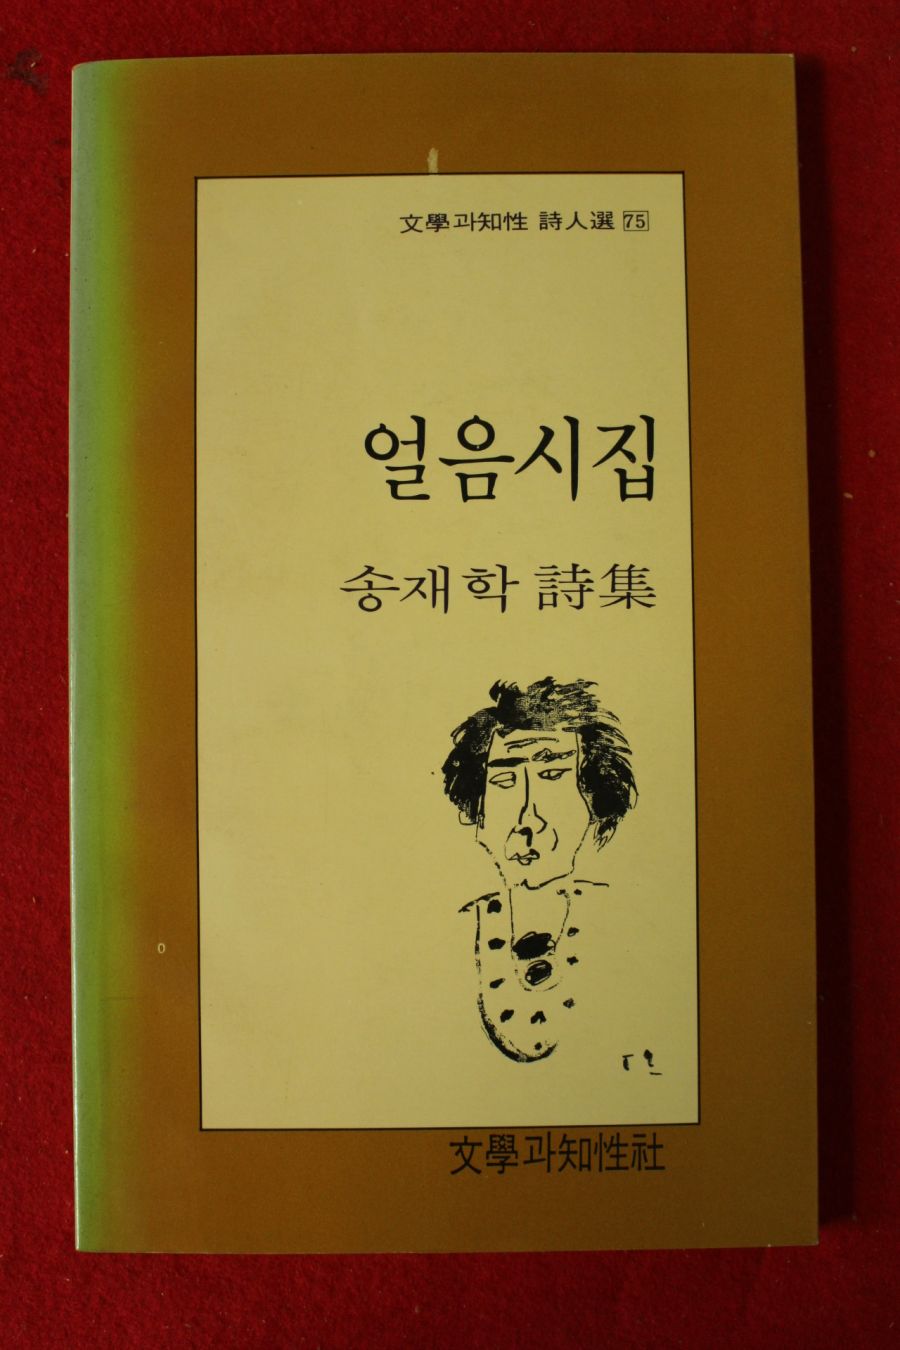 文學과知性 詩人選 75
얼음시집
송재학 詩集
文學과知性社